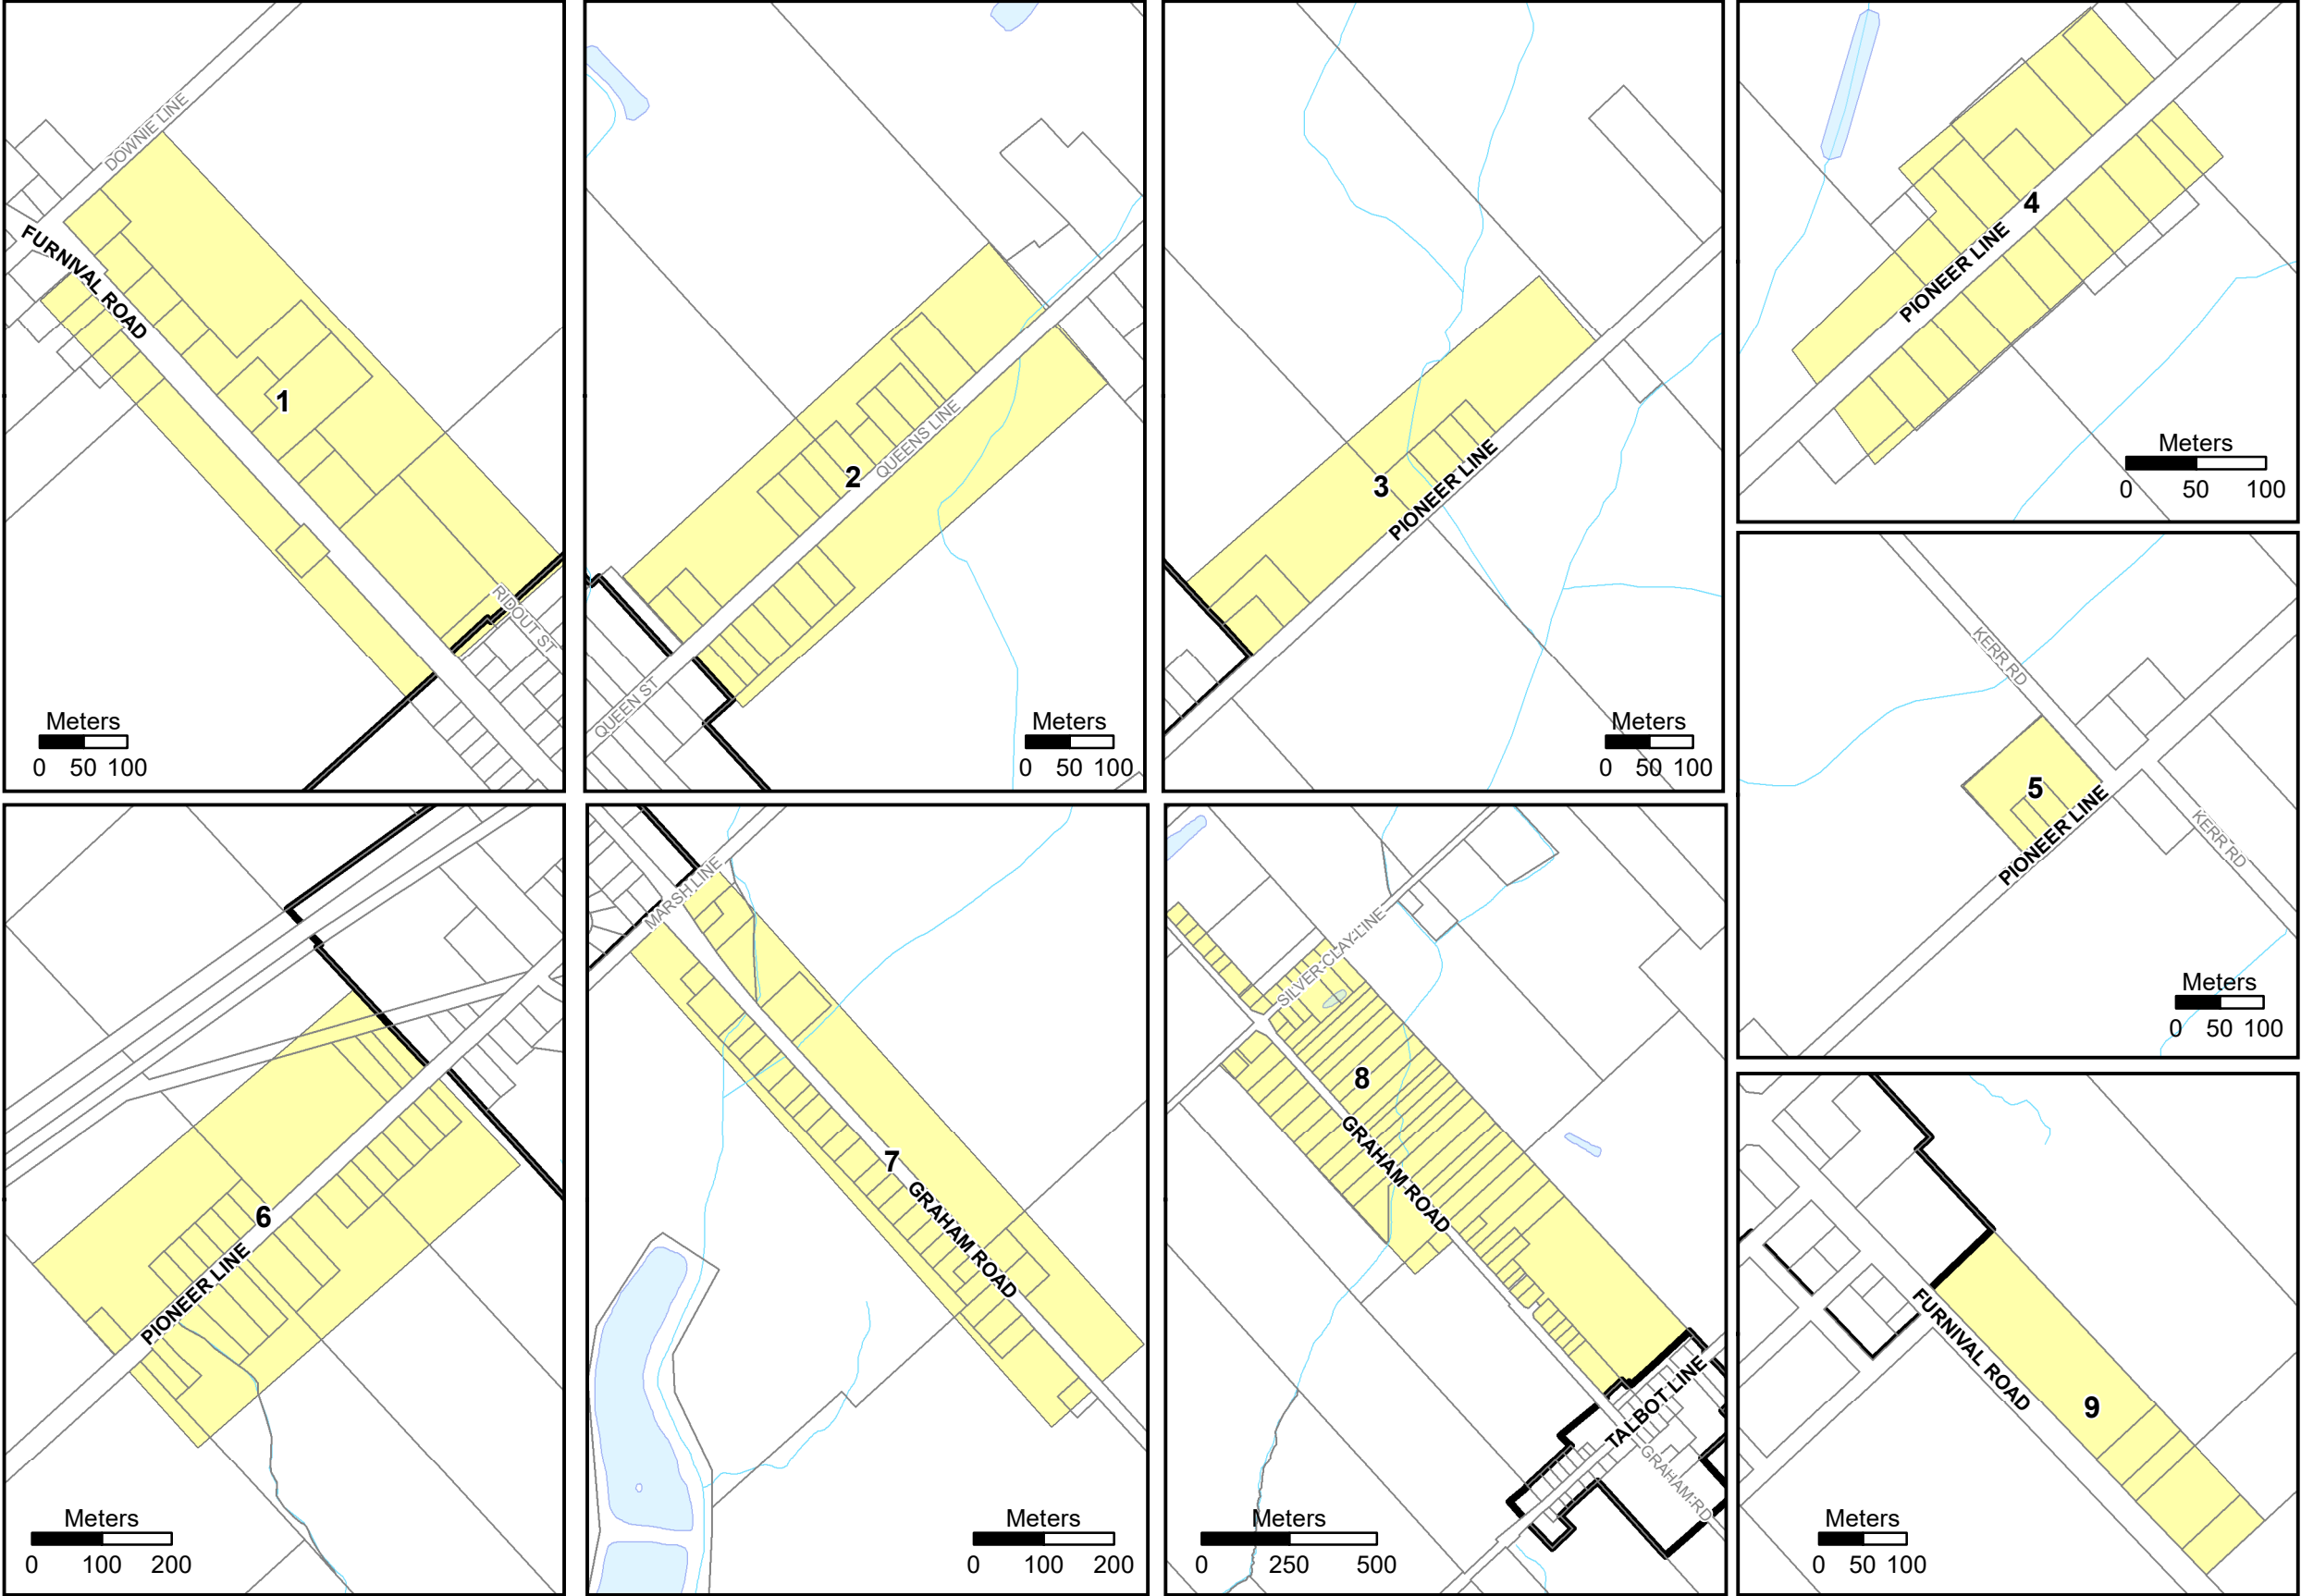 DOWNIE LINE
FURNIVAL ROAD
1
RIDOUT ST
Meters
0 50 100
2
QUEENS LINE
QUEEN ST
Meters
0 50 100
3
PIONEER LINE
Meters
0 50 100
4
PIONEER LINE
Meters
0 50 100
KERR RD
5
PIONEER LINE
KERR RD
Meters
0 50 100
6
PIONEER LINE
Meters
0 100 200
MARSH LINE
7
GRAHAM ROAD
Meters
0 100 200
SILVER CLAY LINE
8
GRAHAM ROAD
TALBOT LINE
GRAHAM RD
Meters
0 250 500
FURNIVAL ROAD
9
Meters
0 50 100